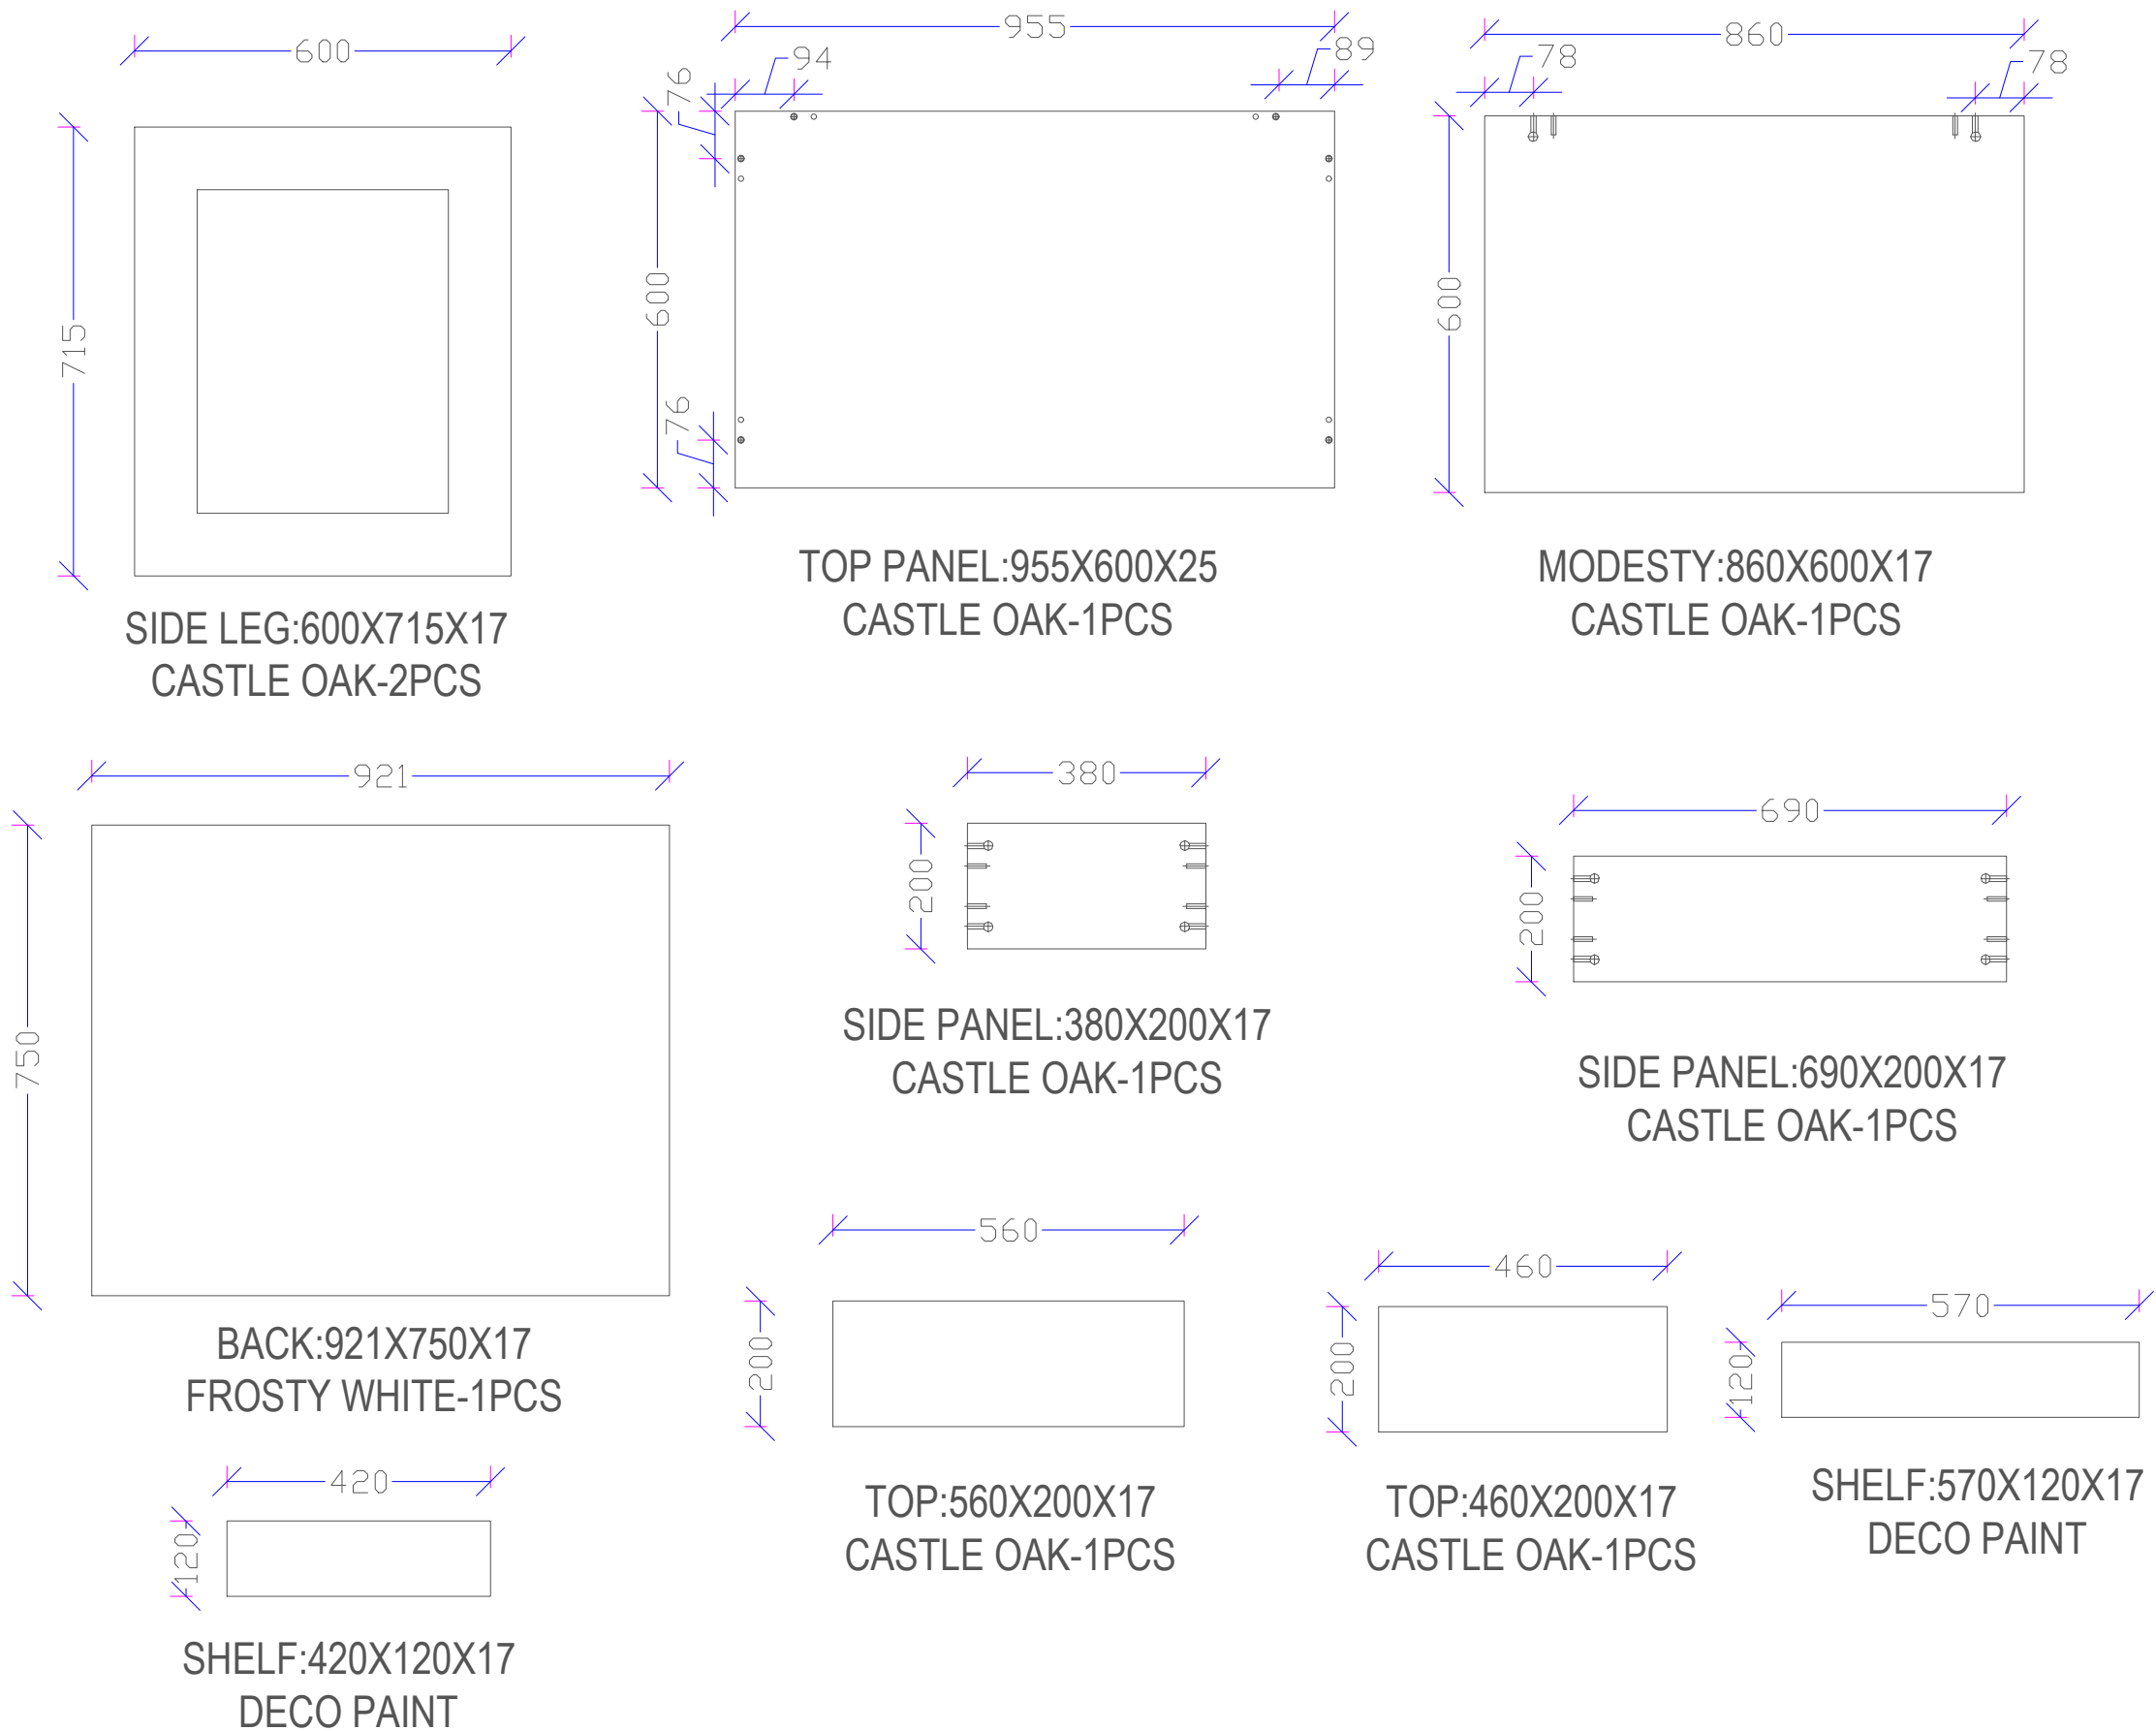 600
715
SIDE LEG:600X715X17
CASTLE OAK-2PCS
955
94
89
76
600
76
TOP PANEL:955X600X25
CASTLE OAK-1PCS
860
78
78
600
MODESTY:860X600X17
CASTLE OAK-1PCS
921
750
BACK:921X750X17
FROSTY WHITE-1PCS
380
200
SIDE PANEL:380X200X17
CASTLE OAK-1PCS
690
200
SIDE PANEL:690X200X17
CASTLE OAK-1PCS
420
120
SHELF:420X120X17
DECO PAINT
560
200
TOP:560X200X17
CASTLE OAK-1PCS
460
200
TOP:460X200X17
CASTLE OAK-1PCS
570
120
SHELF:570X120X17
DECO PAINT